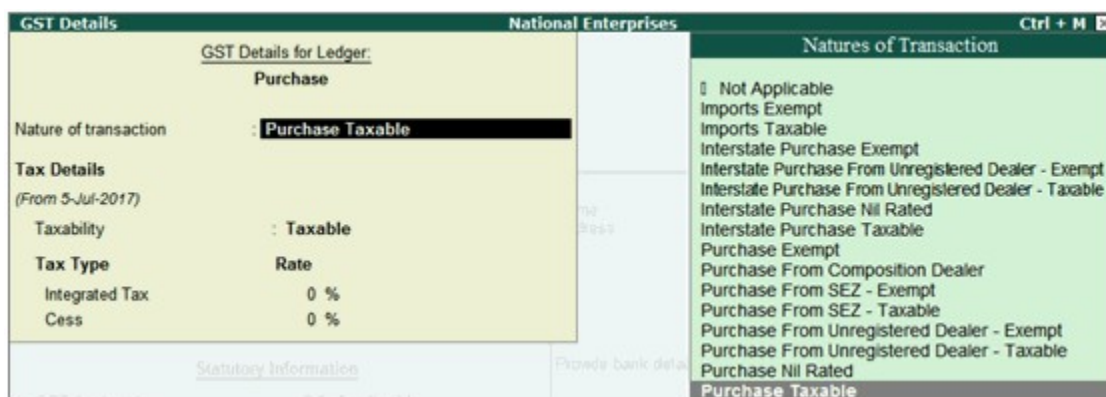 GST Details National Enterprises Ctrl + M
GST Details for Ledger:
Purchase
Nature of transaction : Purchase Taxable
Tax Details
(From 5-Jul-2017)
Taxability : Taxable
Tax Type Rate
Integrated Tax 0 %
Cess 0 %
Statutory Information
Provide bank
Natures of Transaction
Not Applicable
Imports Exempt
Imports Taxable
Interstate Purchase Exempt
Interstate Purchase From Unregistered Dealer - Exempt
Interstate Purchase From Unregistered Dealer - Taxable
Interstate Purchase Nil Rated
Interstate Purchase Taxable
Purchase Exempt
Purchase From Composition Dealer
Purchase From SEZ - Exempt
Purchase From SEZ - Taxable
Purchase From Unregistered Dealer - Exempt
Purchase From Unregistered Dealer - Taxable
Purchase Nil Rated
Purchase Taxable